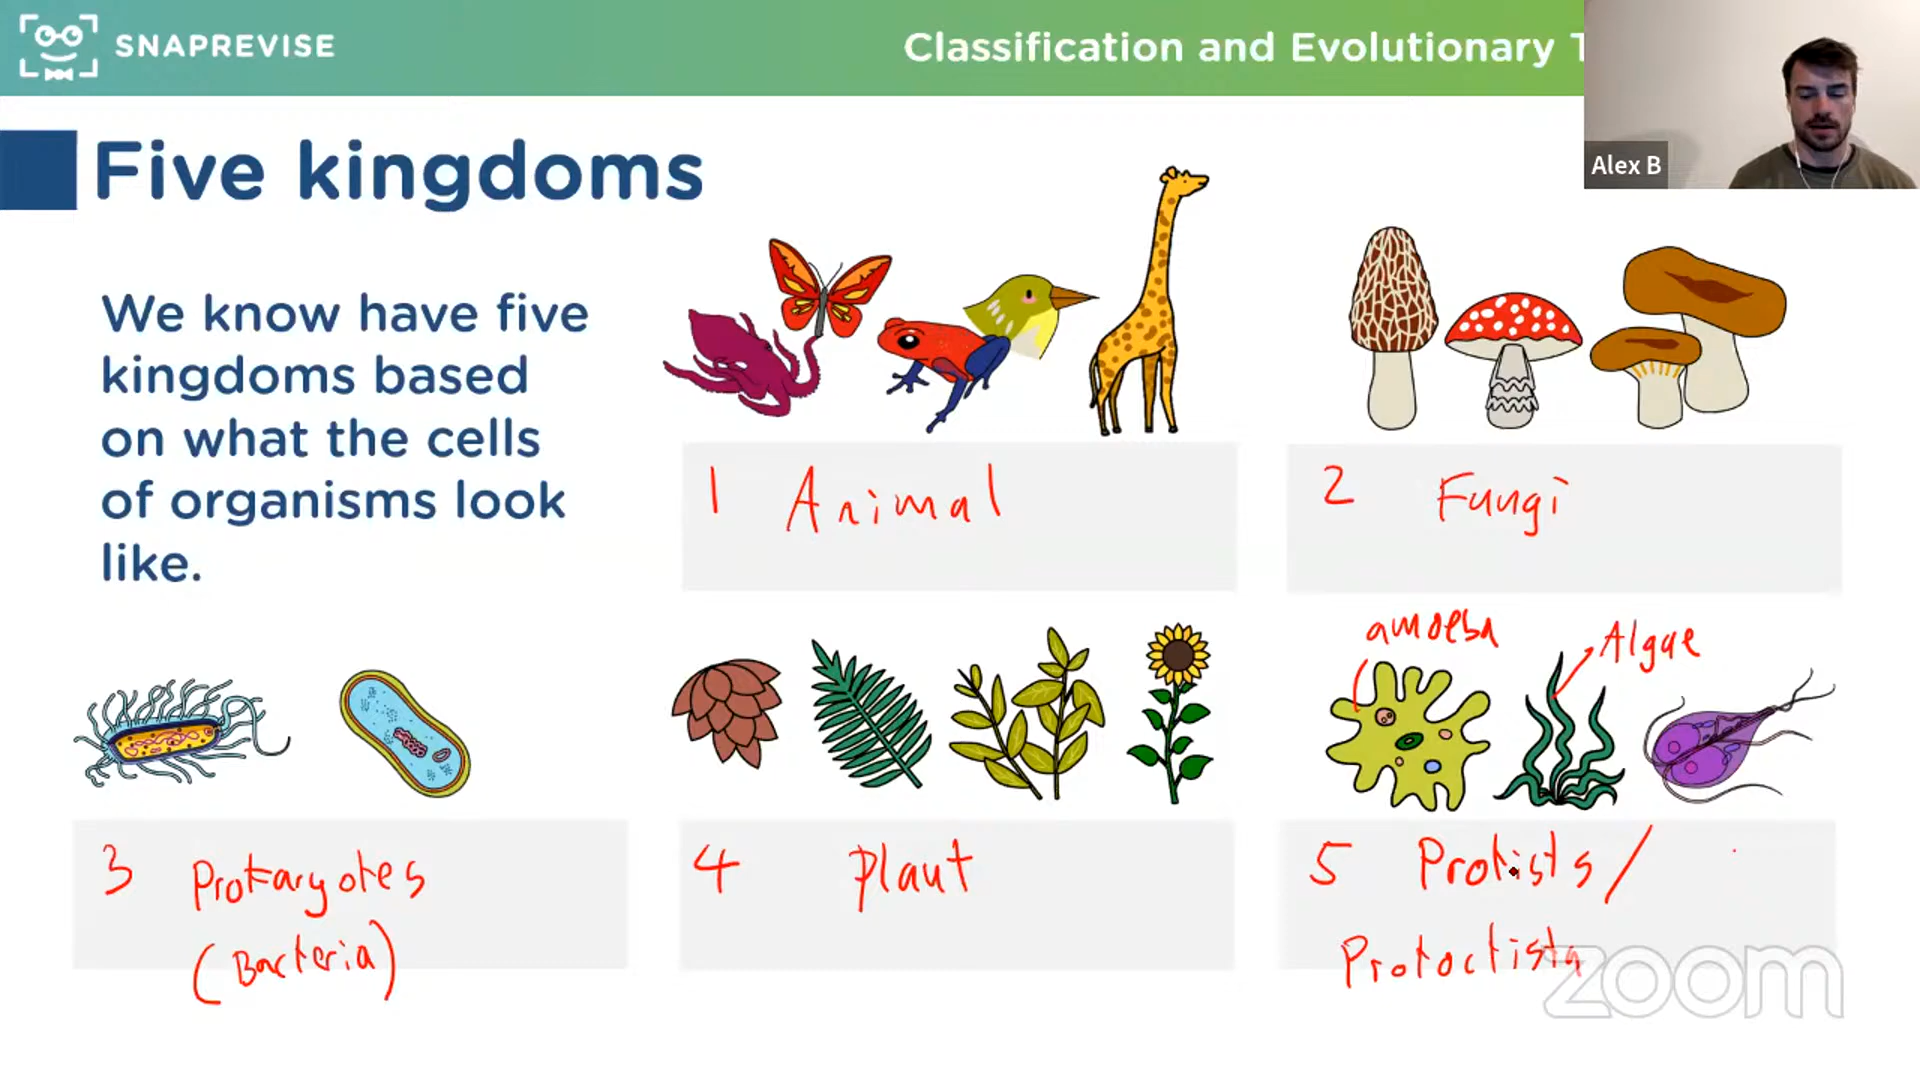 SNAPREVISE
Classification and Evolutionary
Alex B
Five kingdoms
We know have five
kingdoms based
on what the cells
of organisms look
like.
1 Animal
2 Fungi
amoeba
Algae
3 Prokaryotes
(Bacteria)
4 Plant
5 Protists /
Protoctista
zoom